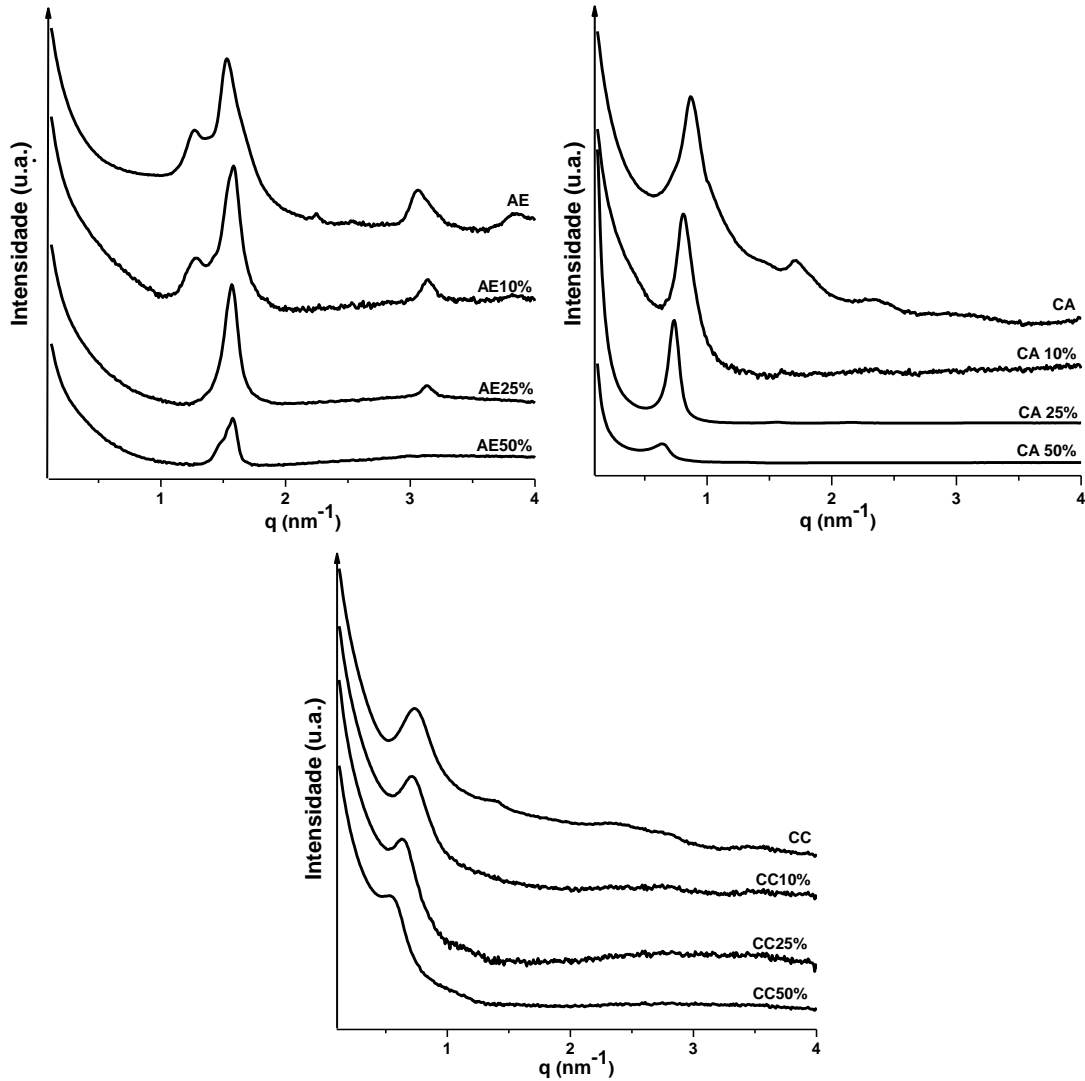 Intensidade (u.a.)
AE
AE10%
AE25%
AE50%
1 2 3 4
q (nm-1)
Intensidade (u.a.)
CA
CA 10%
CA 25%
CA 50%
1 2 3 4
q (nm-1)
Intensidade (u.a.)
CC
CC10%
CC25%
CC50%
1 2 3 4
q (nm-1)